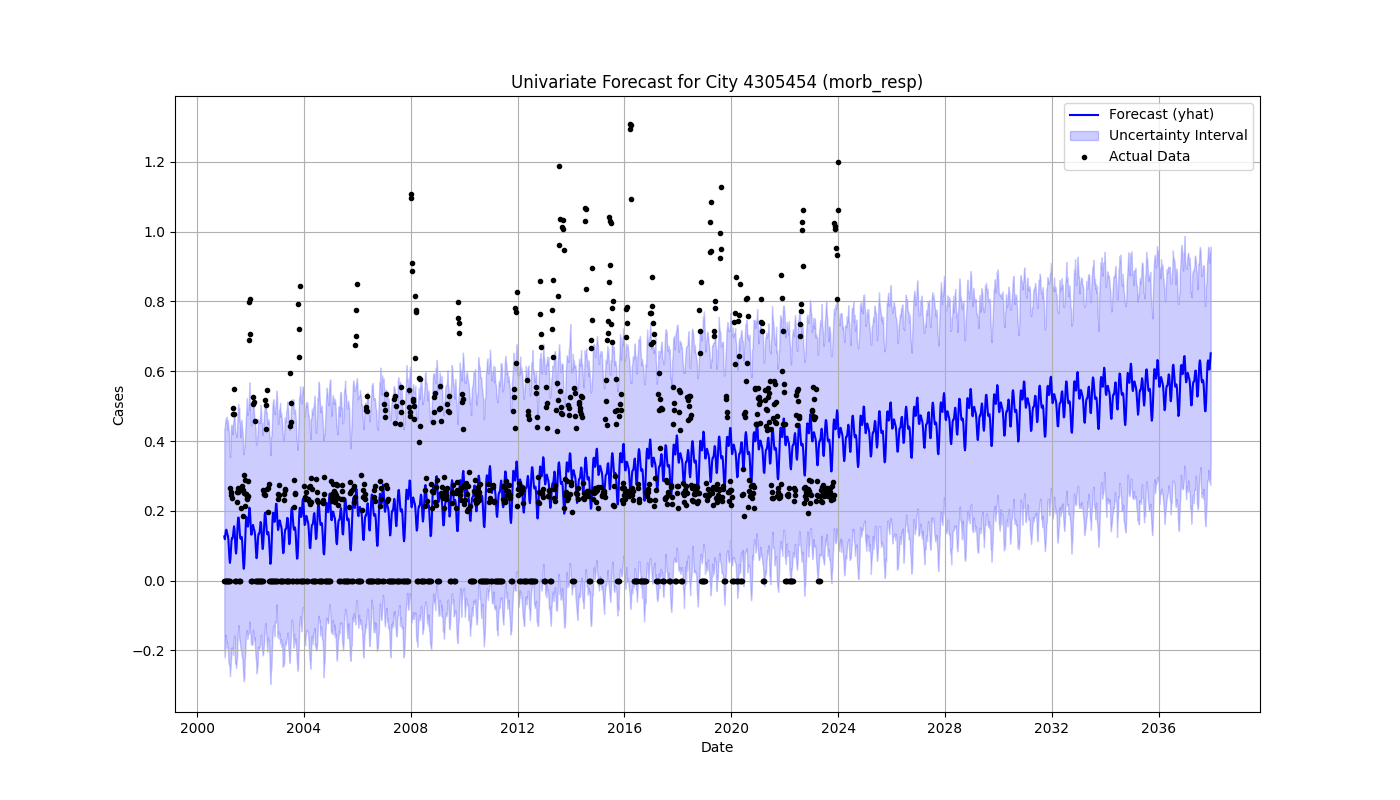 Univariate Forecast for City 4305454 (morb_resp)
Forecast (yhat)
Uncertainty Interval
Actual Data
1.2
1.0
0.8
0.6
0.4
0.2
0.0
−0.2
Cases
2000 2004 2008 2012 2016 2020 2024 2028 2032 2036
Date